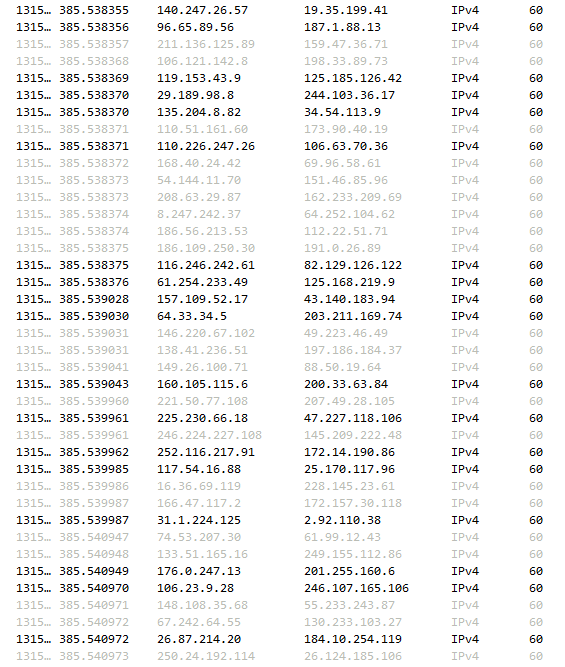 1315… 385.538355 140.247.26.57 19.35.199.41 IPv4 60
1315… 385.538356 96.65.89.56 187.1.88.13 IPv4 60
1315… 385.538357 211.136.125.89 159.47.36.71 IPv4 60
1315… 385.538368 106.121.142.8 198.33.89.73 IPv4 60
1315… 385.538369 119.153.43.9 125.185.126.42 IPv4 60
1315… 385.538370 29.189.98.8 244.103.36.17 IPv4 60
1315… 385.538370 135.204.8.82 34.54.113.9 IPv4 60
1315… 385.538371 110.51.161.60 173.90.40.19 IPv4 60
1315… 385.538371 110.226.247.26 106.63.70.36 IPv4 60
1315… 385.538372 168.40.24.42 69.96.58.61 IPv4 60
1315… 385.538373 54.144.11.70 151.46.85.96 IPv4 60
1315… 385.538373 208.63.29.87 162.233.209.69 IPv4 60
1315… 385.538374 8.247.242.37 64.252.104.62 IPv4 60
1315… 385.538374 186.56.213.53 112.22.51.71 IPv4 60
1315… 385.538375 186.109.250.30 191.0.26.89 IPv4 60
1315… 385.538375 116.246.242.61 82.129.126.122 IPv4 60
1315… 385.538376 61.254.233.49 125.168.219.9 IPv4 60
1315… 385.539028 157.109.52.17 43.140.183.94 IPv4 60
1315… 385.539030 64.33.34.5 203.211.169.74 IPv4 60
1315… 385.539031 146.220.67.102 49.223.46.49 IPv4 60
1315… 385.539031 138.41.236.51 197.186.184.37 IPv4 60
1315… 385.539041 149.26.100.71 88.50.19.64 IPv4 60
1315… 385.539043 160.105.115.6 200.33.63.84 IPv4 60
1315… 385.539960 221.50.77.108 207.49.28.105 IPv4 60
1315… 385.539961 225.230.66.18 47.227.118.106 IPv4 60
1315… 385.539961 246.224.227.108 145.209.222.48 IPv4 60
1315… 385.539962 252.116.217.91 172.14.190.86 IPv4 60
1315… 385.539985 117.54.16.88 25.170.117.96 IPv4 60
1315… 385.539986 16.36.69.119 228.145.23.61 IPv4 60
1315… 385.539987 166.47.117.2 172.157.30.118 IPv4 60
1315… 385.539987 31.1.224.125 2.92.110.38 IPv4 60
1315… 385.540947 74.53.207.30 61.99.12.43 IPv4 60
1315… 385.540948 133.51.165.16 249.155.112.86 IPv4 60
1315… 385.540949 176.0.247.13 201.255.160.6 IPv4 60
1315… 385.540970 106.23.9.28 246.107.165.106 IPv4 60
1315… 385.540971 148.108.35.68 55.233.243.87 IPv4 60
1315… 385.540972 67.242.64.55 130.233.103.27 IPv4 60
1315… 385.540972 26.87.214.20 184.10.254.119 IPv4 60
1315… 385.540973 250.24.192.114 26.124.185.106 IPv4 60